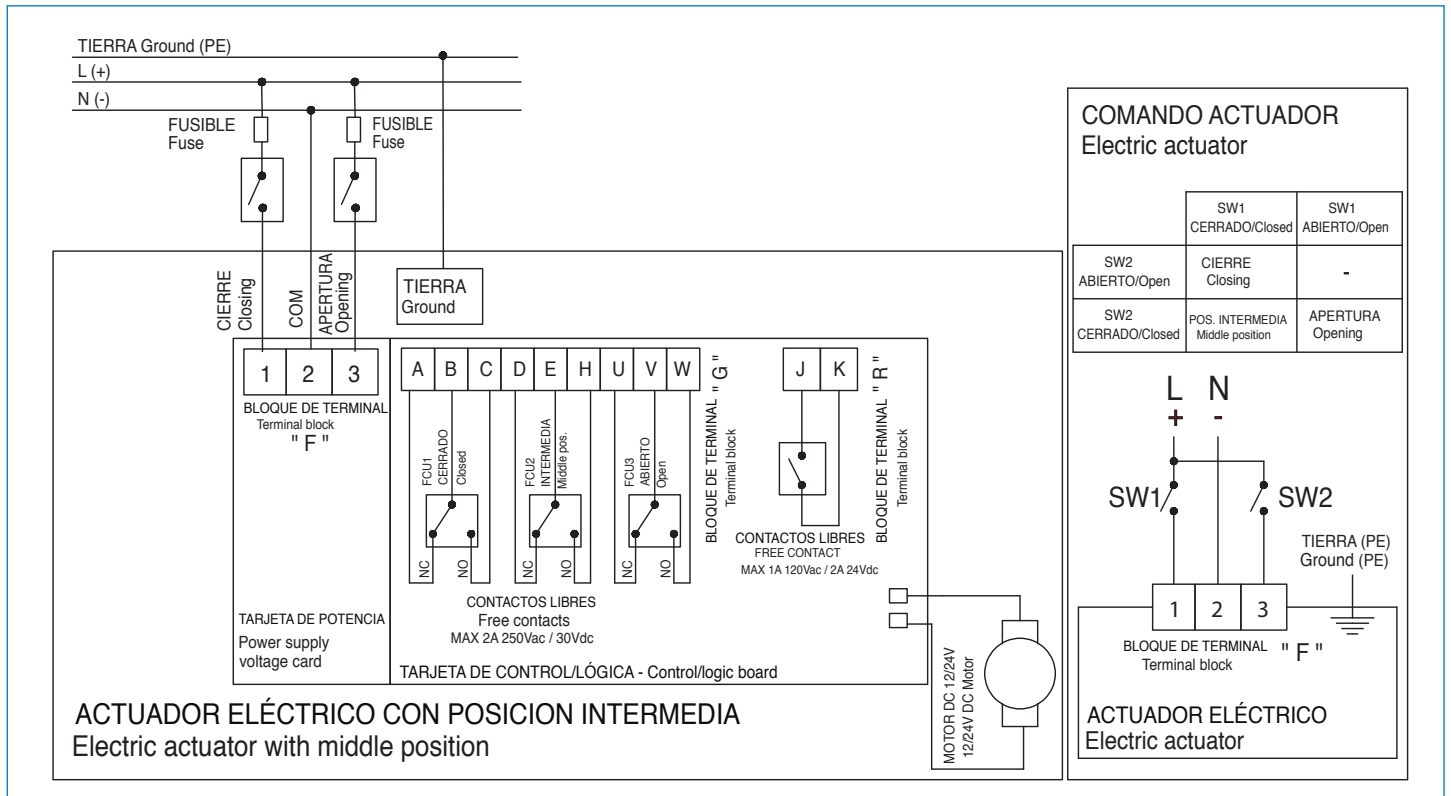 TIERRA Ground (PE)
L (+)
N (-)
FUSIBLE
Fuse
FUSIBLE
Fuse
CIERRE
Closing
COM
APERTURA
Opening
TIERRA
Ground
1 2 3
BLOQUE DE TERMINAL
Terminal block
" F "
A B C D E H U V W
J K
FCU1
CERRADO
Closed
FCU2
INTERMEDIA
Middle pos.
FCU3
ABIERTO
Open
BLOQUE DE TERMINAL " G "
Terminal block
BLOQUE DE TERMINAL " R "
Terminal block
NC NO NC NO NC NO
CONTACTOS LIBRES
Free contacts
MAX 2A 250Vac / 30Vdc
CONTACTOS LIBRES
FREE CONTACT
MAX 1A 120Vac / 2A 24Vdc
TARJETA DE POTENCIA
Power supply
voltage card
TARJETA DE CONTROL/LÓGICA - Control/logic board
MOTOR DC 12/24V
12/24V DC Motor
ACTUADOR ELÉCTRICO CON POSICION INTERMEDIA
Electric actuator with middle position
COMANDO ACTUADOR
Electric actuator
SW1
CERRADO/Closed
SW1
ABIERTO/Open
SW2
ABIERTO/Open
CIERRE
Closing
-
SW2
CERRADO/Closed
POS. INTERMEDIA
Middle position
APERTURA
Opening
L N
+ -
SW1
SW2
TIERRA (PE)
Ground (PE)
1 2 3
BLOQUE DE TERMINAL " F "
Terminal block
ACTUADOR ELÉCTRICO
Electric actuator